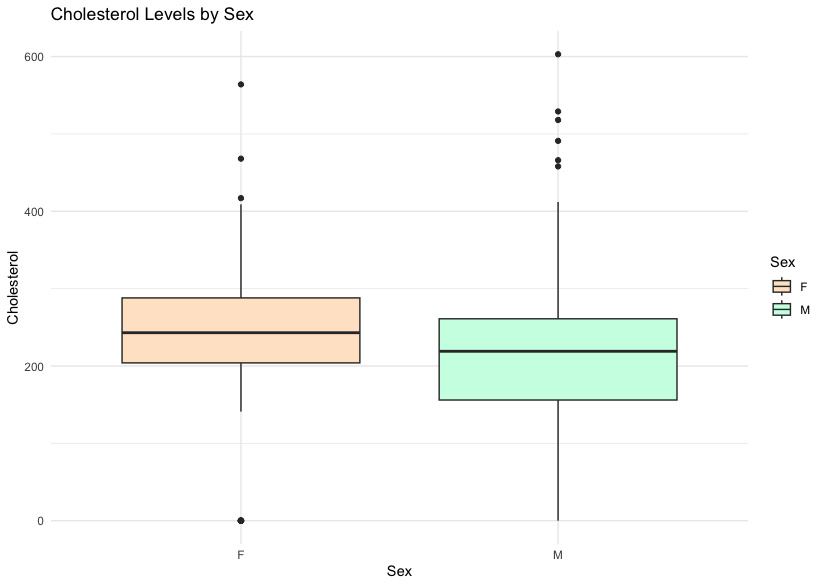 Cholesterol Levels by Sex
600
400
200
0
Cholesterol
F
M
Sex
Sex
F
M